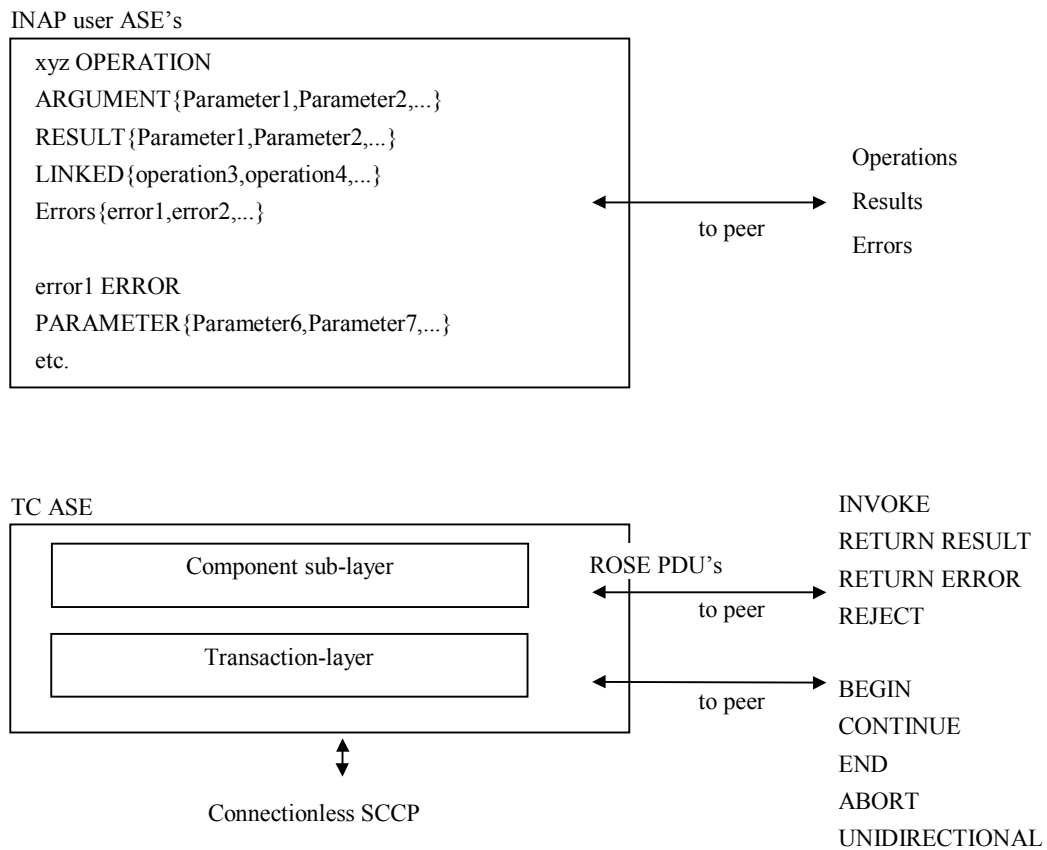 INAP user ASE's
xyz OPERATION
ARGUMENT{Parameter1,Parameter2,...}
RESULT{Parameter1,Parameter2,...}
LINKED{operation3,operation4,...}
Errors{error1,error2,...}
error1 ERROR
PARAMETER{Parameter6,Parameter7,...}
etc.
to peer
Operations
Results
Errors
TC ASE
Component sub-layer
Transaction-layer
ROSE PDU's
to peer
INVOKE
RETURN RESULT
RETURN ERROR
REJECT
to peer
BEGIN
CONTINUE
END
ABORT
UNIDIRECTIONAL
Connectionless SCCP